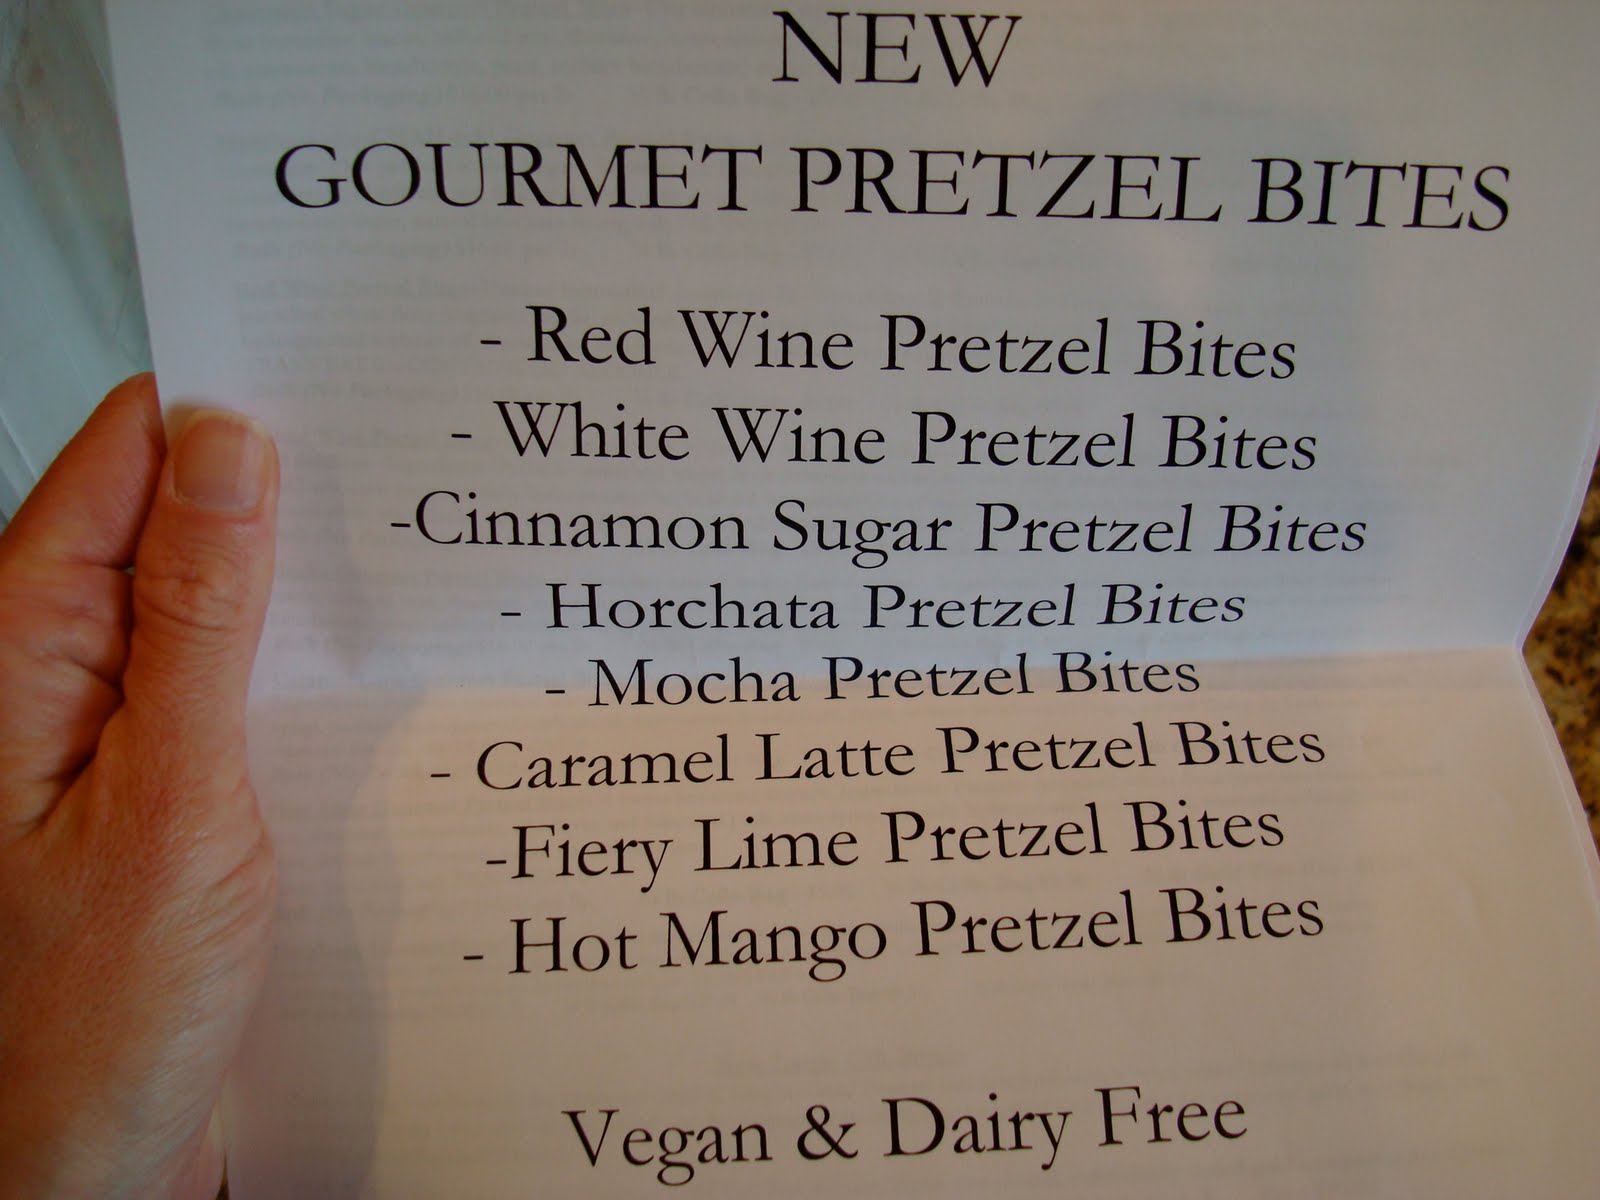 NEW
GOURMET PRETZEL BITES
- Red Wine Pretzel Bites
- White Wine Pretzel Bites
-Cinnamon Sugar Pretzel Bites
- Horchata Pretzel Bites
- Mocha Pretzel Bites
- Caramel Latte Pretzel Bites
-Fiery Lime Pretzel Bites
- Hot Mango Pretzel Bites
Vegan & Dairy Free